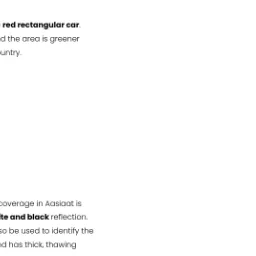 red rectangular car.
d the area is greener
untry.
coverage in Aasiaat is
te and black reflection.
so be used to identify the
ed has thick, thawing